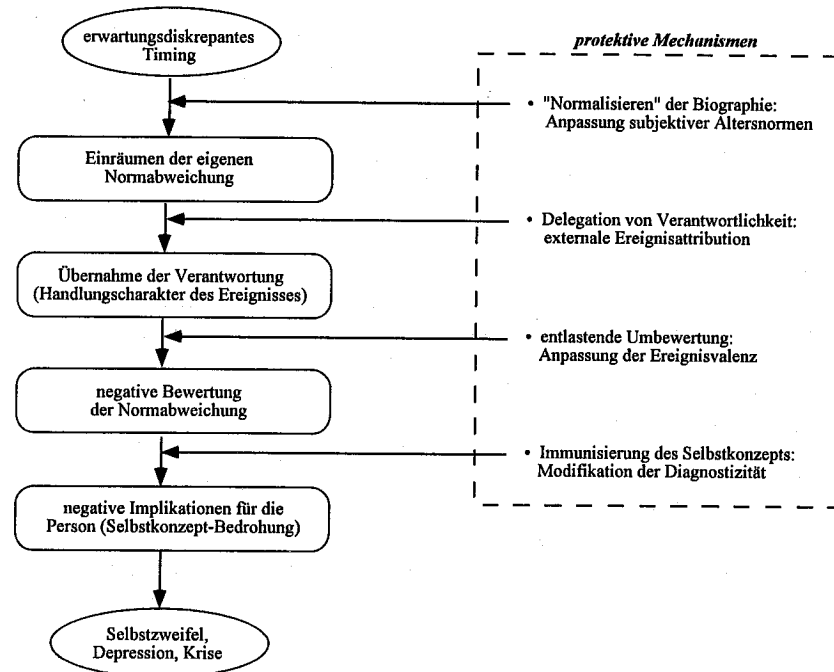 erwartungsdiskrepantes
Timing
protektive Mechismen
• "Normalisieren" der Biographie:
Anpassung subjektiver Altersnormen
Einräumen der eigenen
Normabweichung
• Delegation von Verantwortlichkeit:
externale Ereignisattribution
Übernahme der Verantwortung
(Handlungscharakter des Ereignisses)
• entlastende Umbewertung:
Anpassung der Ereignisvalenz
negative Bewertung
der Normabweichung
• Immunisierung des Selbstkonzepts:
Modifikation der Diagnostizität
negative Implikationen für die
Person (Selbstkonzept-Bedrohung)
Selbstzweifel,
Depression, Krise